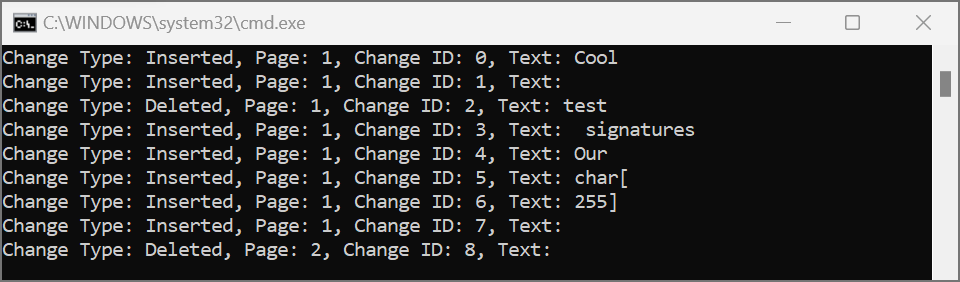 C:\WINDOWS\system32\cmd.exe
Change Type: Inserted, Page: 1, Change ID: 0, Text: Cool
Change Type: Inserted, Page: 1, Change ID: 1, Text:
Change Type: Deleted, Page: 1, Change ID: 2, Text: test
Change Type: Inserted, Page: 1, Change ID: 3, Text:  signatures
Change Type: Inserted, Page: 1, Change ID: 4, Text: Our
Change Type: Inserted, Page: 1, Change ID: 5, Text: char[
Change Type: Inserted, Page: 1, Change ID: 6, Text: 255]
Change Type: Inserted, Page: 1, Change ID: 7, Text:
Change Type: Deleted, Page: 2, Change ID: 8, Text: